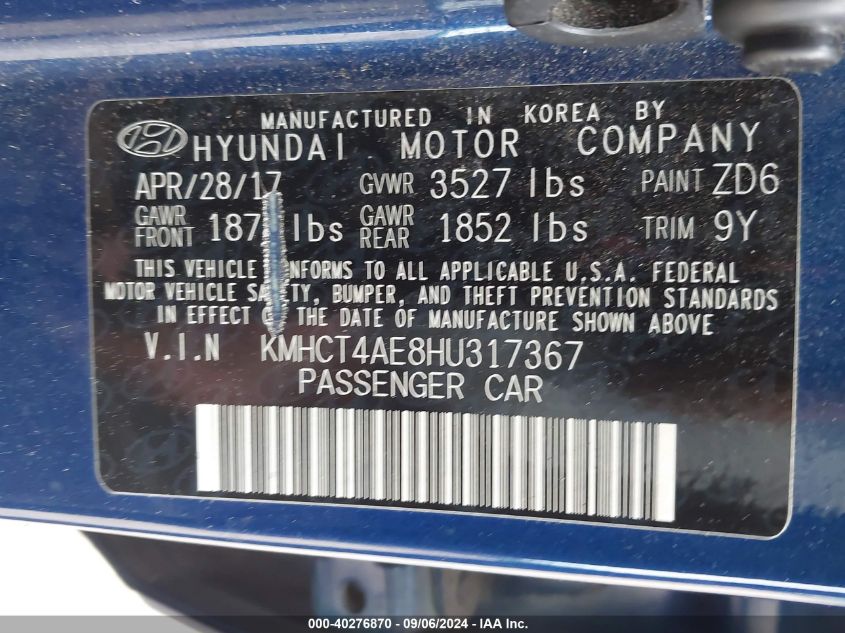 MANUFACTURED IN KOREA BY
HYUNDAI MOTOR COMPANY
APR/28/17 GVWR 3527 lbs PAINT ZD6
GAWR FRONT lbs GAWR REAR 1852 lbs TRIM 9Y
THIS VEHICLE TO ALL APPLICABLE U.S.A. FEDERAL
MOTOR VEHICLE SAFETY, BUMPER, AND THEFT PREVENTION STANDARDS
IN EFFECT THE DATE OF MANUFACTURE SHOWN ABOVE
V.I.N KMHCT4AE8HU317367
PASSENGER CAR
000-40276870 - 09/06/2024 - IAA Inc.